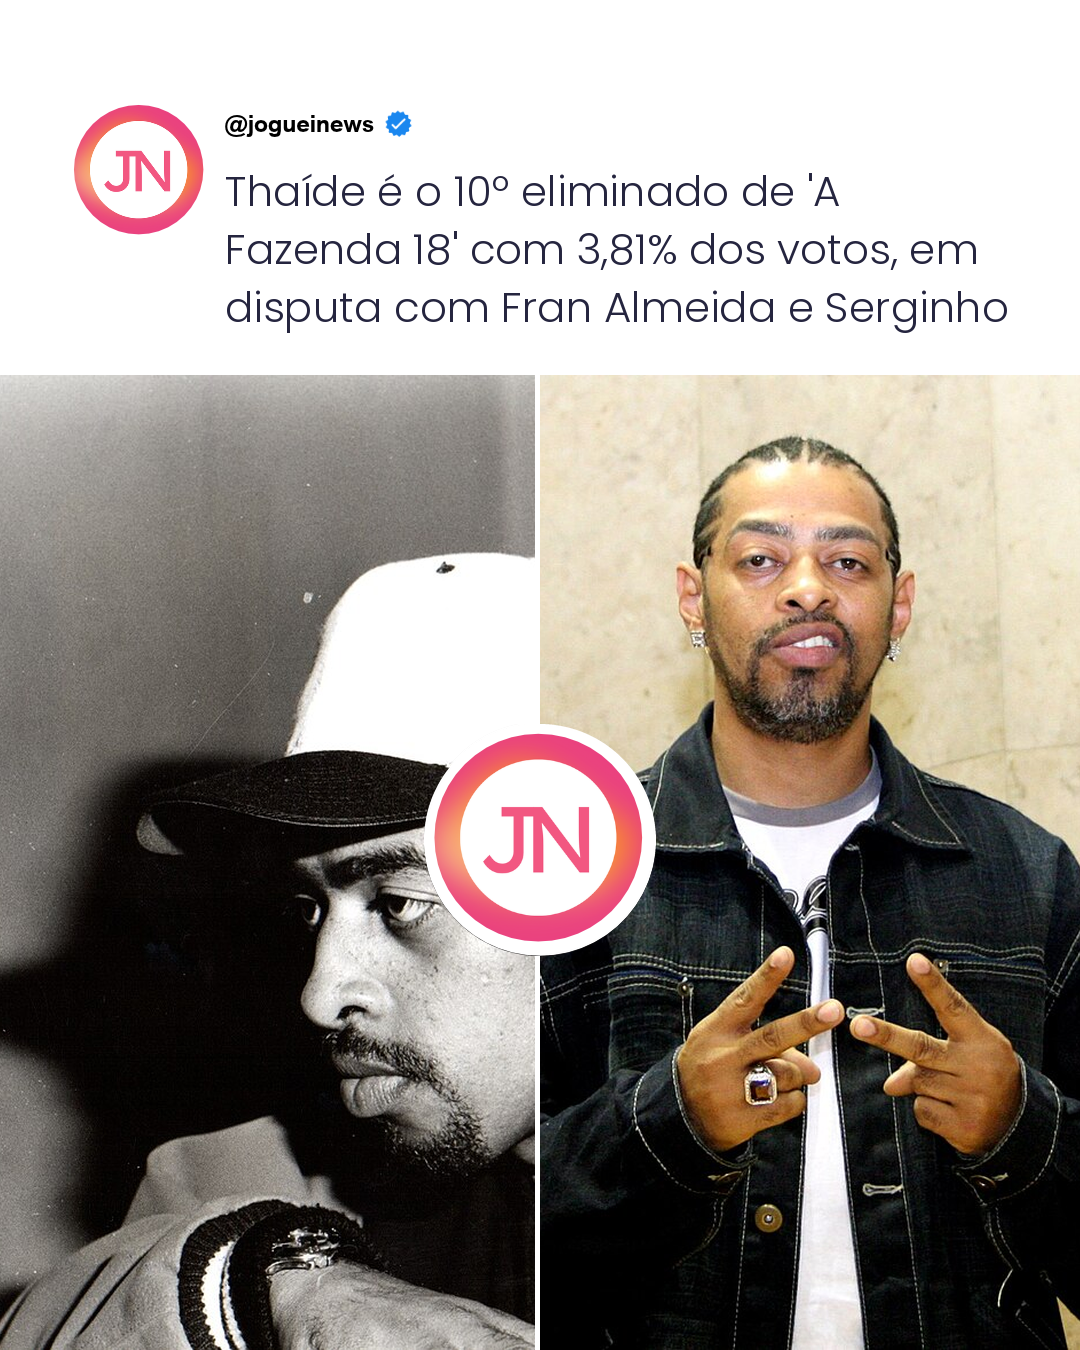 JN
@jogueinews
Thaíde é o 10º eliminado de 'A
Fazenda 18' com 3,81% dos votos, em
disputa com Fran Almeida e Serginho
JN